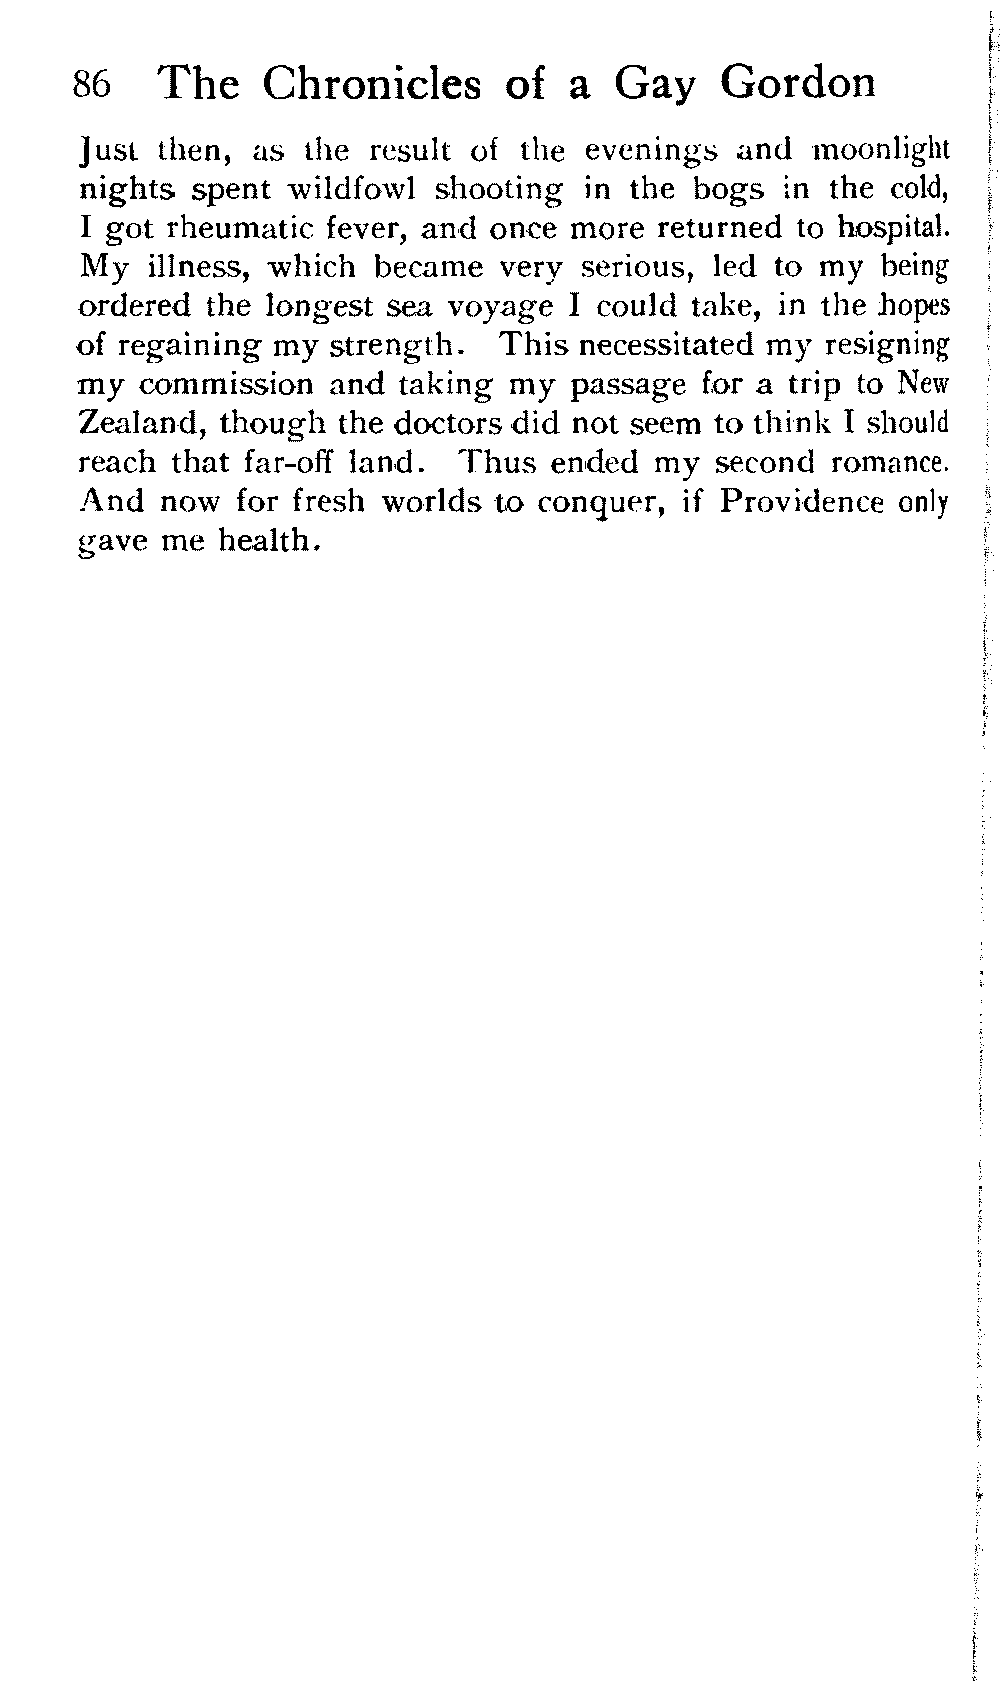 86 The Chronicles of a Gay Gordon
Just then, as the result of the evenings and moonlight
nights spent wildfowl shooting in the bogs in the cold,
I got rheumatic fever, and once more returned to hospital.
My illness, which became very serious, led to my being
ordered the longest sea voyage I could take, in the hopes
of regaining my strength. This necessitated my resigning
my commission and taking my passage for a trip to New
Zealand, though the doctors did not seem to think I should
reach that far-off land. Thus ended my second romance.
And now for fresh worlds to conquer, if Providence only
gave me health.